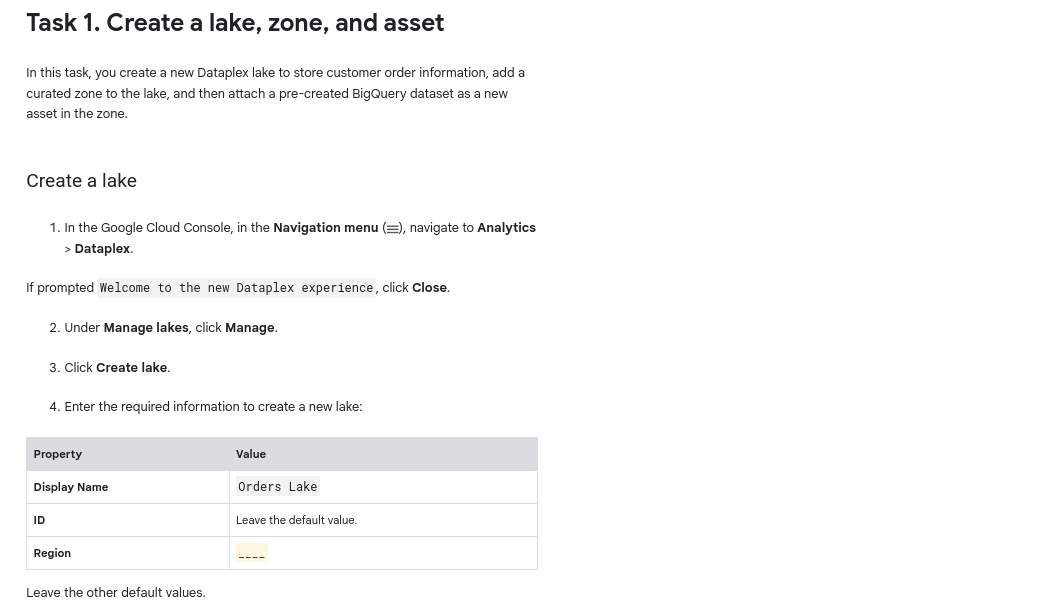 Task 1. Create a lake, zone, and asset
In this task, you create a new Dataplex lake to store customer order information, add a
curated zone to the lake, and then attach a pre-created BigQuery dataset as a new
asset in the zone.
Create a lake
1. In the Google Cloud Console, in the Navigation menu (≡), navigate to Analytics
> Dataplex.
If prompted Welcome to the new Dataplex experience, click Close.
2. Under Manage lakes, click Manage.
3. Click Create lake.
4. Enter the required information to create a new lake:
Property Value
Display Name Orders Lake
ID Leave the default value.
Region ____
Leave the other default values.